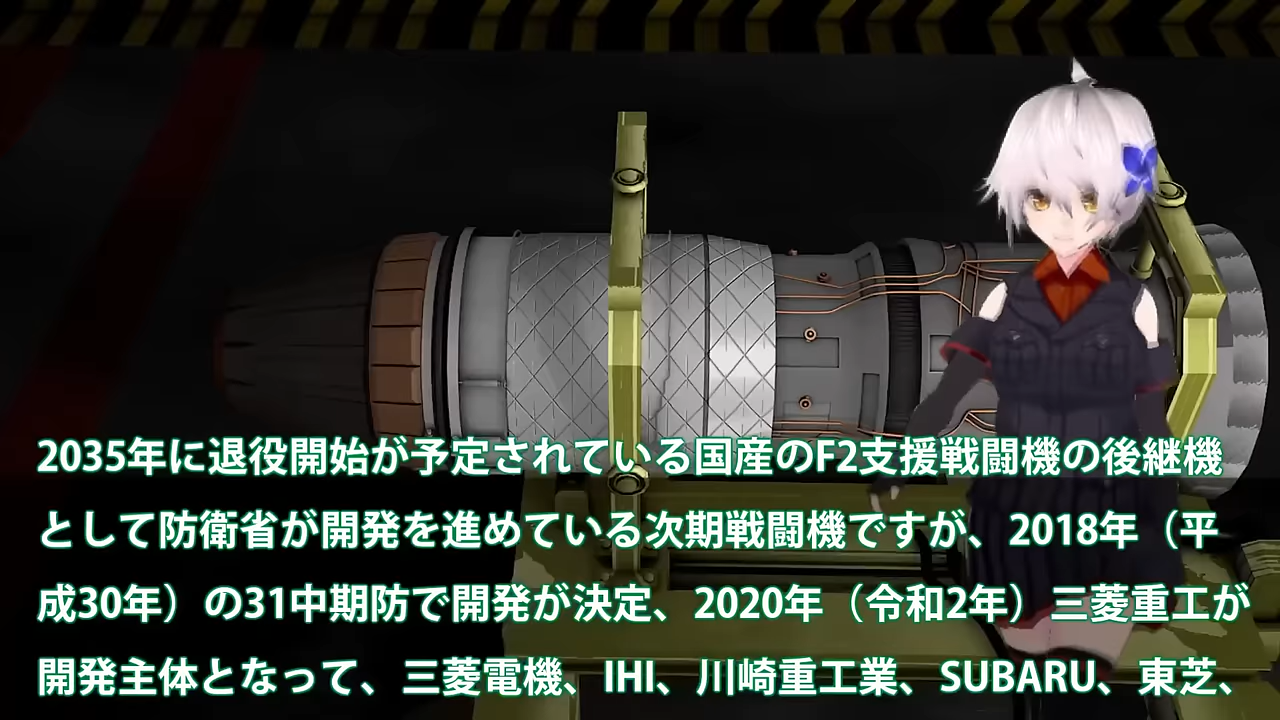 2035年に退役開始が予定されている国産のF2支援戦闘機の後継機
として防衛省が開発を進めている次期戦闘機ですが、2018年（平
成30年）の31中期防で開発が決定、2020年（令和2年）三菱重工が
開発主体となって、三菱電機、IHI、川崎重工業、SUBARU、東芝、